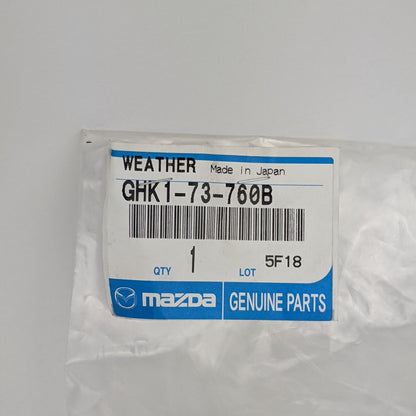 WEATHER Made in Japan
GHK1-73-760B
QTY 1 LOT 5F18
mazda GENUINE PARTS